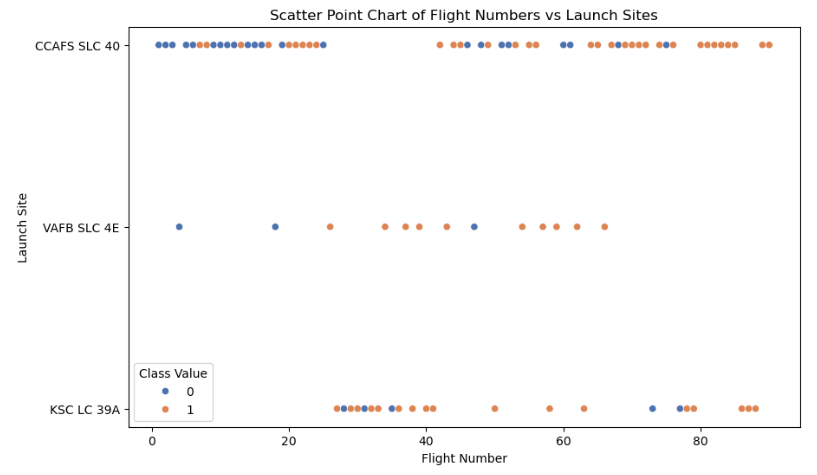 Scatter Point Chart of Flight Numbers vs Launch Sites
CCAFS SLC 40
VAFB SLC 4E
KSC LC 39A
Launch Site
Class Value
0
1
0
20
40
60
80
Flight Number